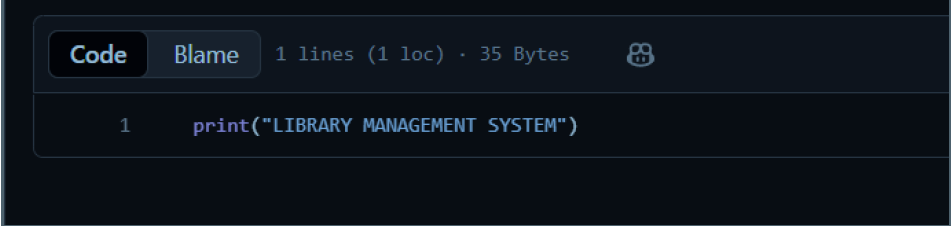 Code Blame 1 lines (1 loc) · 35 Bytes
1 print("LIBRARY MANAGEMENT SYSTEM")